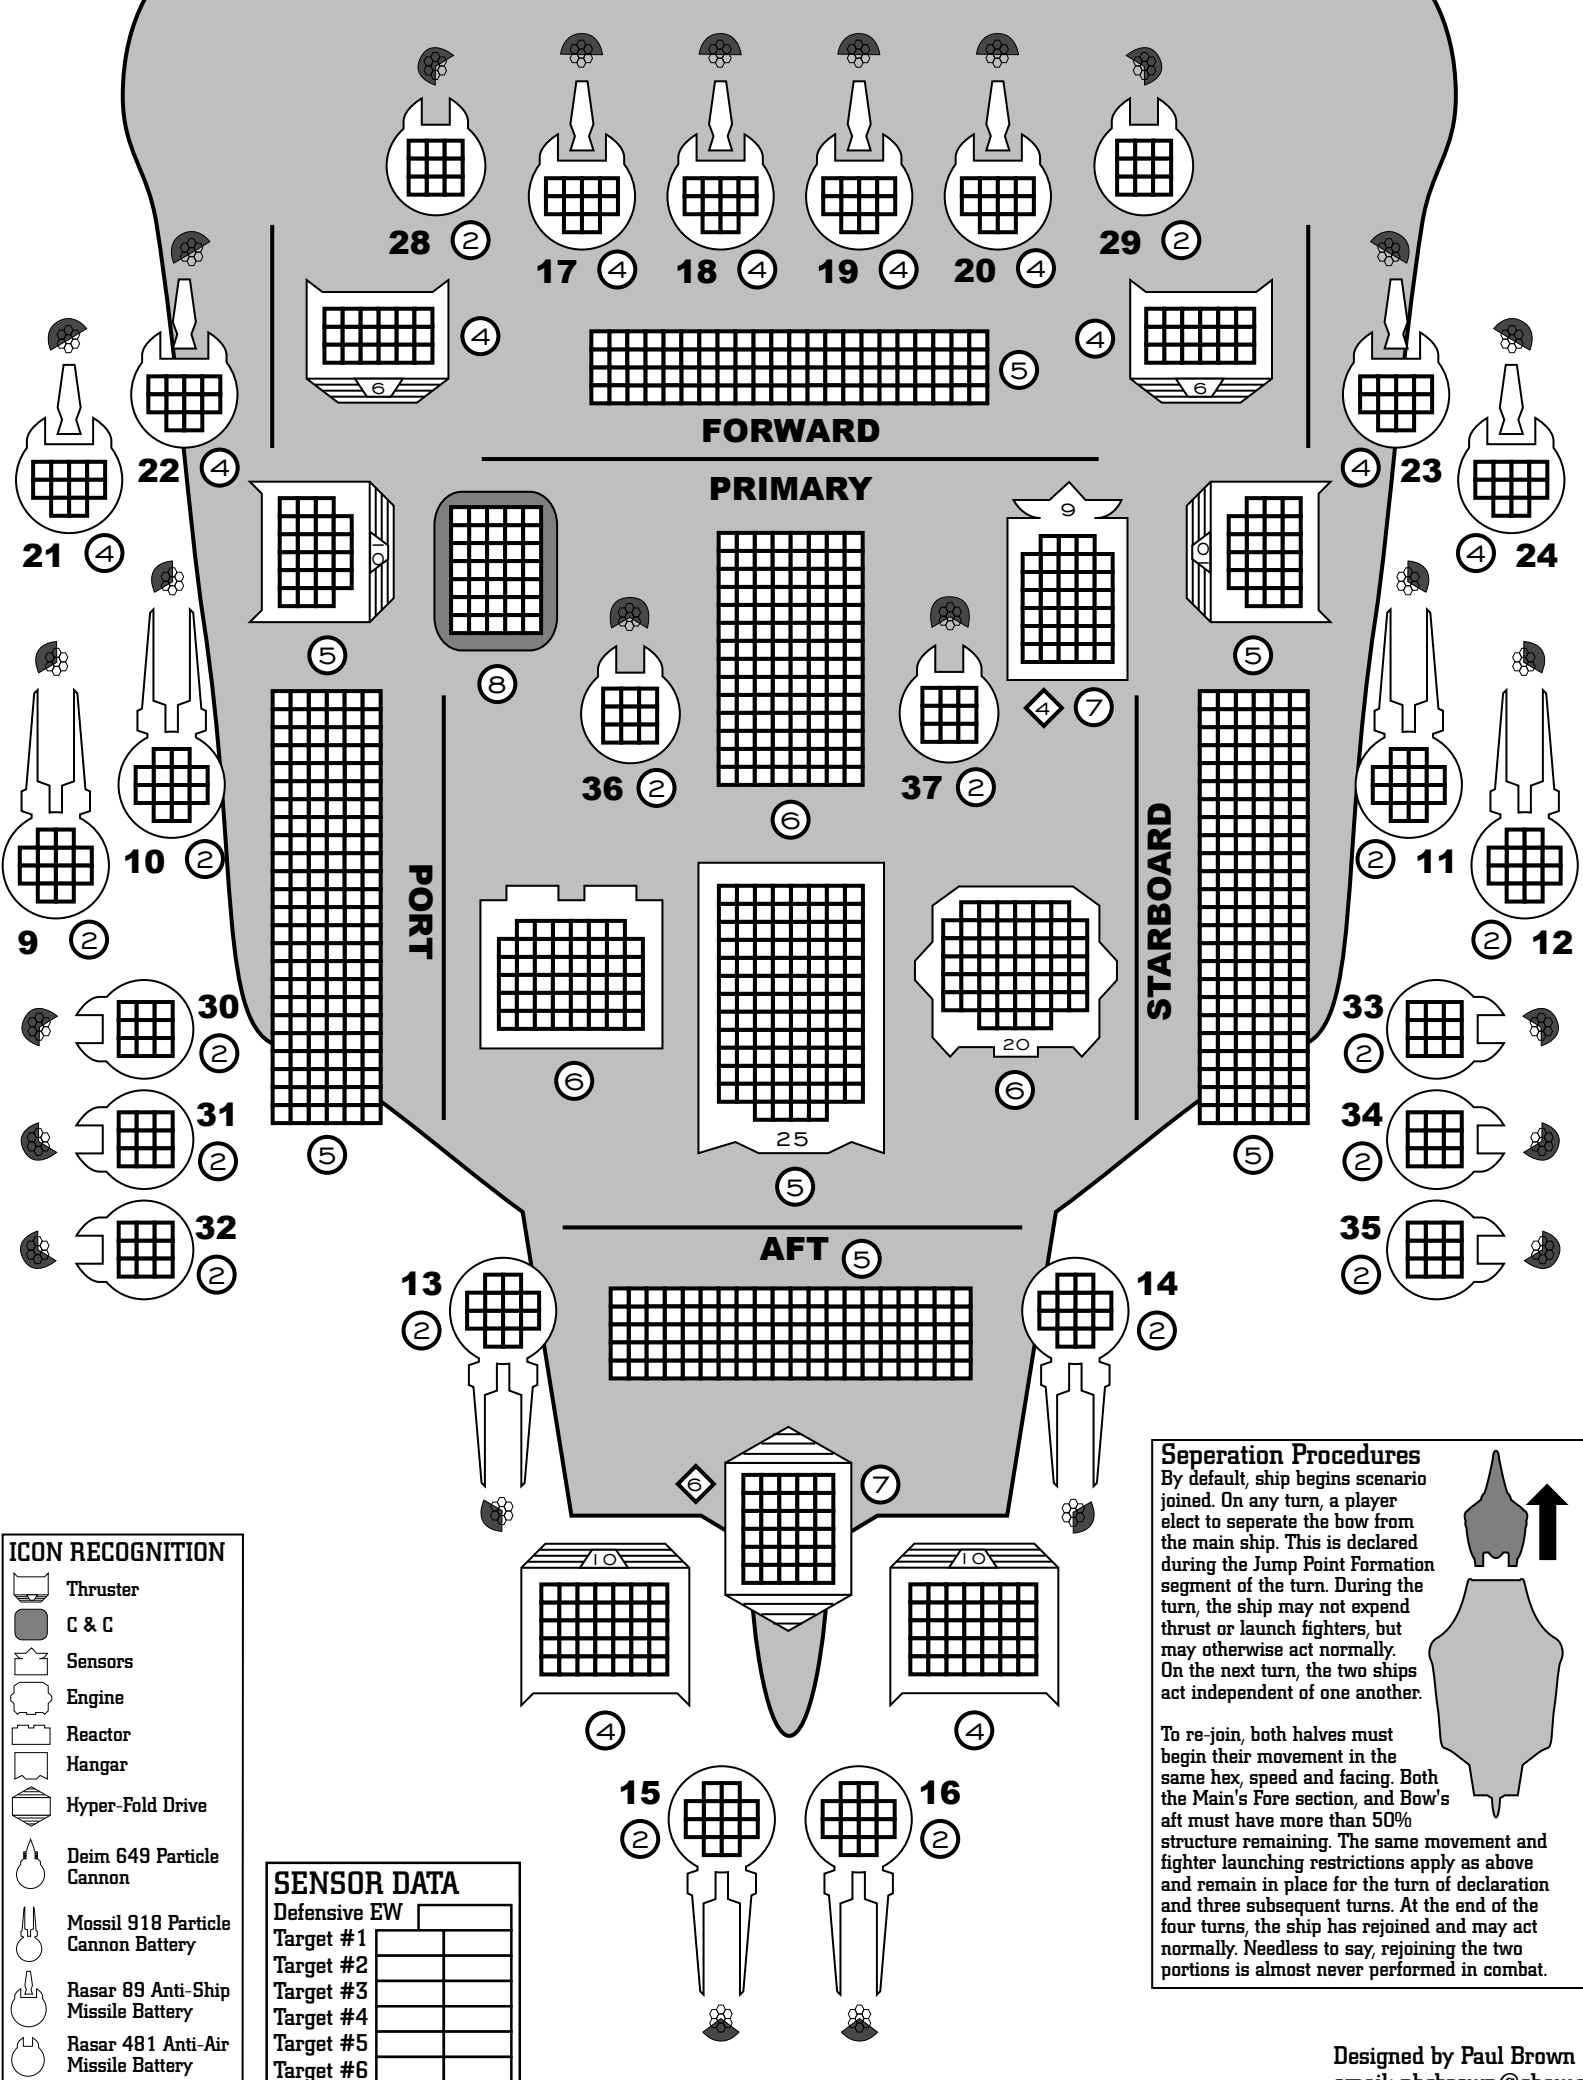 28 2
17 4
18 4
19 4
20 4
29 2
4
6
5
4
6
FORWARD
PRIMARY
22 4
21 4
4 23
4 24
10
5
8
9
4 7
10
5
36 2
37 2
6
10 2
9 2
2 11
2 12
PORT
STARBOARD
6
25
5
20
6
30
2
31
2
32
2
33
2
34
2
35
2
5
5
AFT 5
13
2
14
2
6
7
10
4
10
4
15
2
16
2
Seperation Procedures
By default, ship begins scenario
joined. On any turn, a player
elect to seperate the bow from
the main ship. This is declared
during the Jump Point Formation
segment of the turn. During the
turn, the ship may not expend
thrust or launch fighters, but
may otherwise act normally.
On the next turn, the two ships
act independent of one another.
To re-join, both halves must
begin their movement in the
same hex, speed and facing. Both
the Main's Fore section, and Bow's
aft must have more than 50%
structure remaining. The same movement and
fighter launching restrictions apply as above
and remain in place for the turn of declaration
and three subsequent turns. At the end of the
four turns, the ship has rejoined and may act
normally. Needless to say, rejoining the two
portions is almost never performed in combat.
ICON RECOGNITION
Thruster
C & C
Sensors
Engine
Reactor
Hangar
Hyper-Fold Drive
Deim 649 Particle
Cannon
Mossil 918 Particle
Cannon Battery
Rasar 89 Anti-Ship
Missile Battery
Rasar 481 Anti-Air
Missile Battery
SENSOR DATA
Defensive EW
Target #1
Target #2
Target #3
Target #4
Target #5
Target #6
Designed by Paul Brown